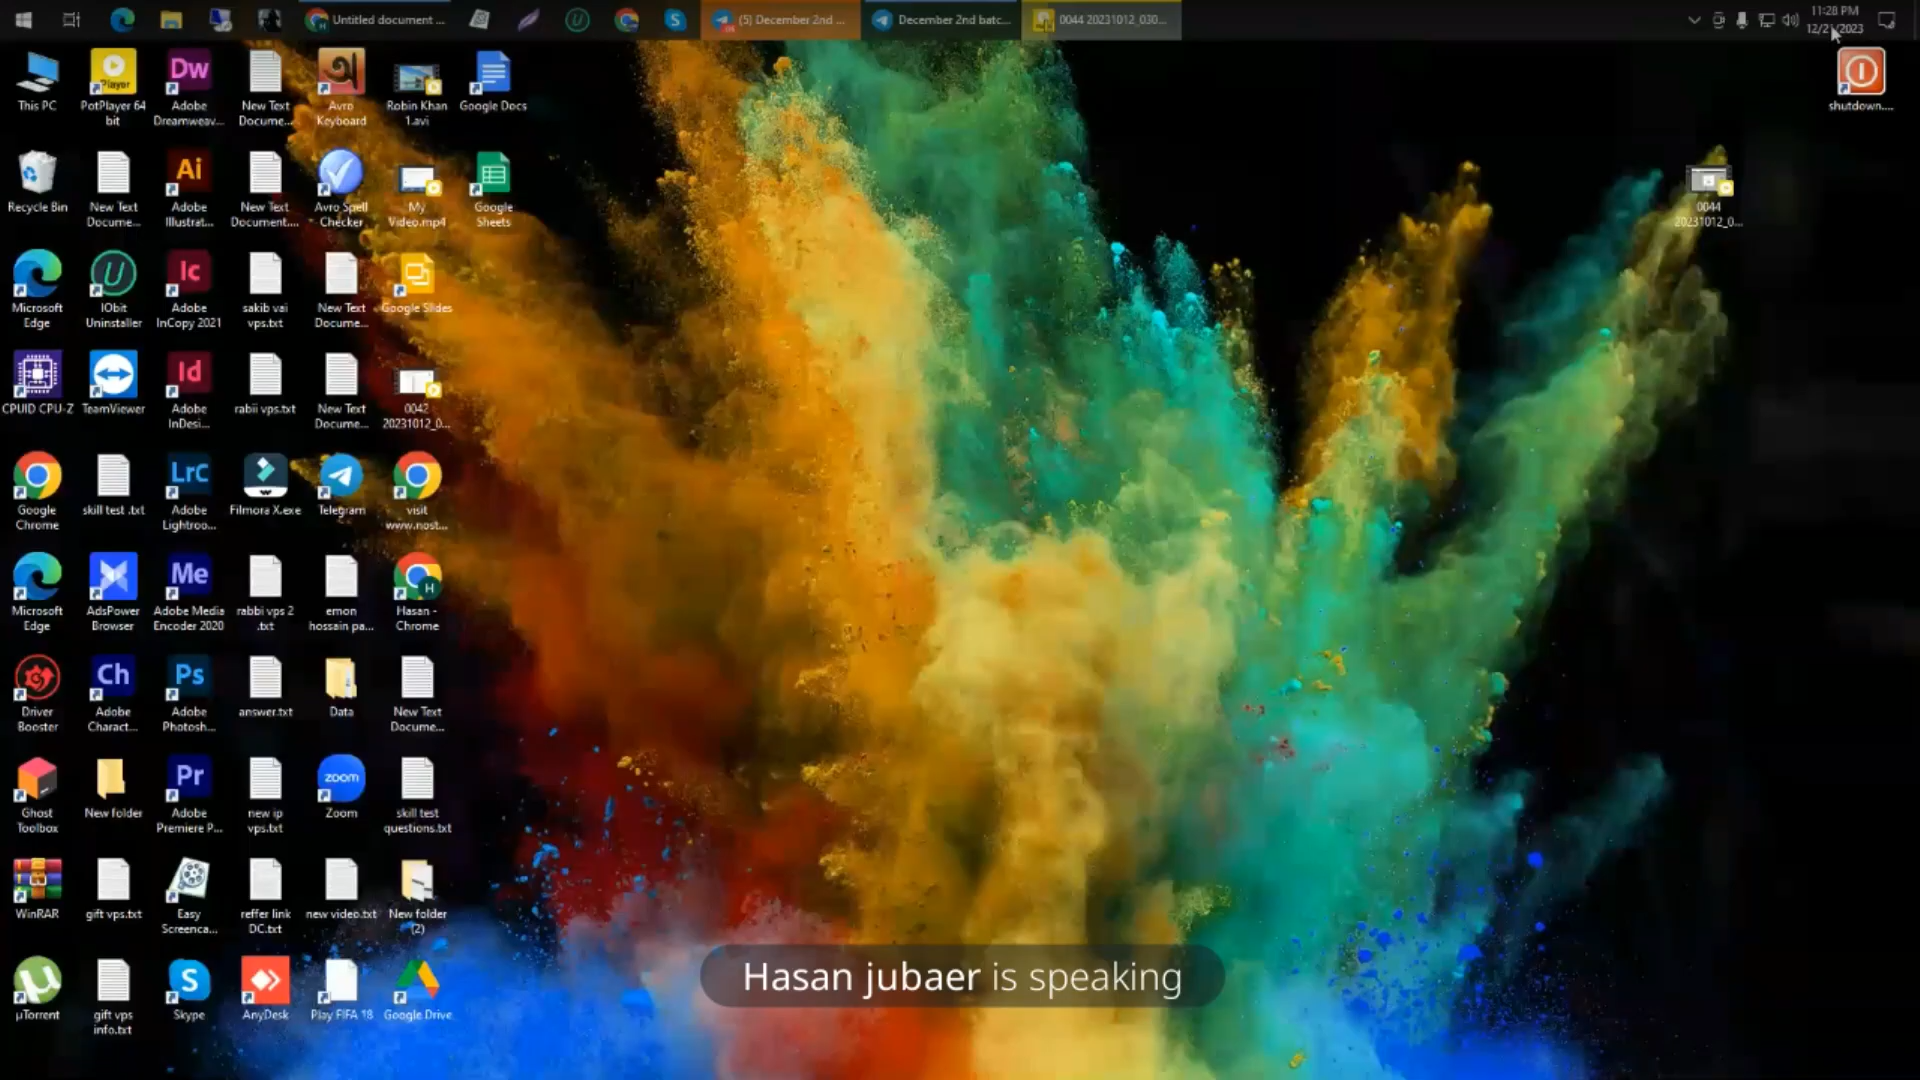 Untitled document ...
(5) December 2nd ...
December 2nd batc...
0044 20231012_030...
11:28 PM
This PC
PotPlayer 64
bit
Adobe
Dreamweav...
New Text
Docume...
Avro
Keyboard
Robin Khan
1.avi
Google Docs
shutdown....
Recycle Bin
New Text
Docume...
Adobe
Illustrat...
New Text
Document....
Avro Spell
Checker
My
Video.mp4
Google
Sheets
0044
20231012_0...
Microsoft
Edge
IObit
Uninstaller
Adobe
InCopy 2021
sakib vai
vps.txt
New Text
Docume...
Google Slides
CPUID CPU-Z
TeamViewer
Adobe
InDesi...
rabii vps.txt
New Text
Docume...
0042
20231012_0...
Google
Chrome
skill test .txt
Adobe
Lightroo...
Filmora X.exe
Telegram
visit
www.nost...
Microsoft
Edge
AdsPower
Browser
Adobe Media
Encoder 2020
rabbi vps 2
.txt
emon
hossain pa...
Hasan -
Chrome
Driver
Booster
Adobe
Charact...
Adobe
Photosh...
answer.txt
Data
New Text
Docume...
Ghost
Toolbox
New folder
Adobe
Premiere P...
new ip
vps.txt
Zoom
skill test
questions.txt
WinRAR
gift vps.txt
Easy
Screenca...
reffer link
DC.txt
new video.txt
New folder
(2)
µTorrent
gift vps
info.txt
Skype
AnyDesk
Play FIFA 18
Google Drive
Hasan jubaer is speaking